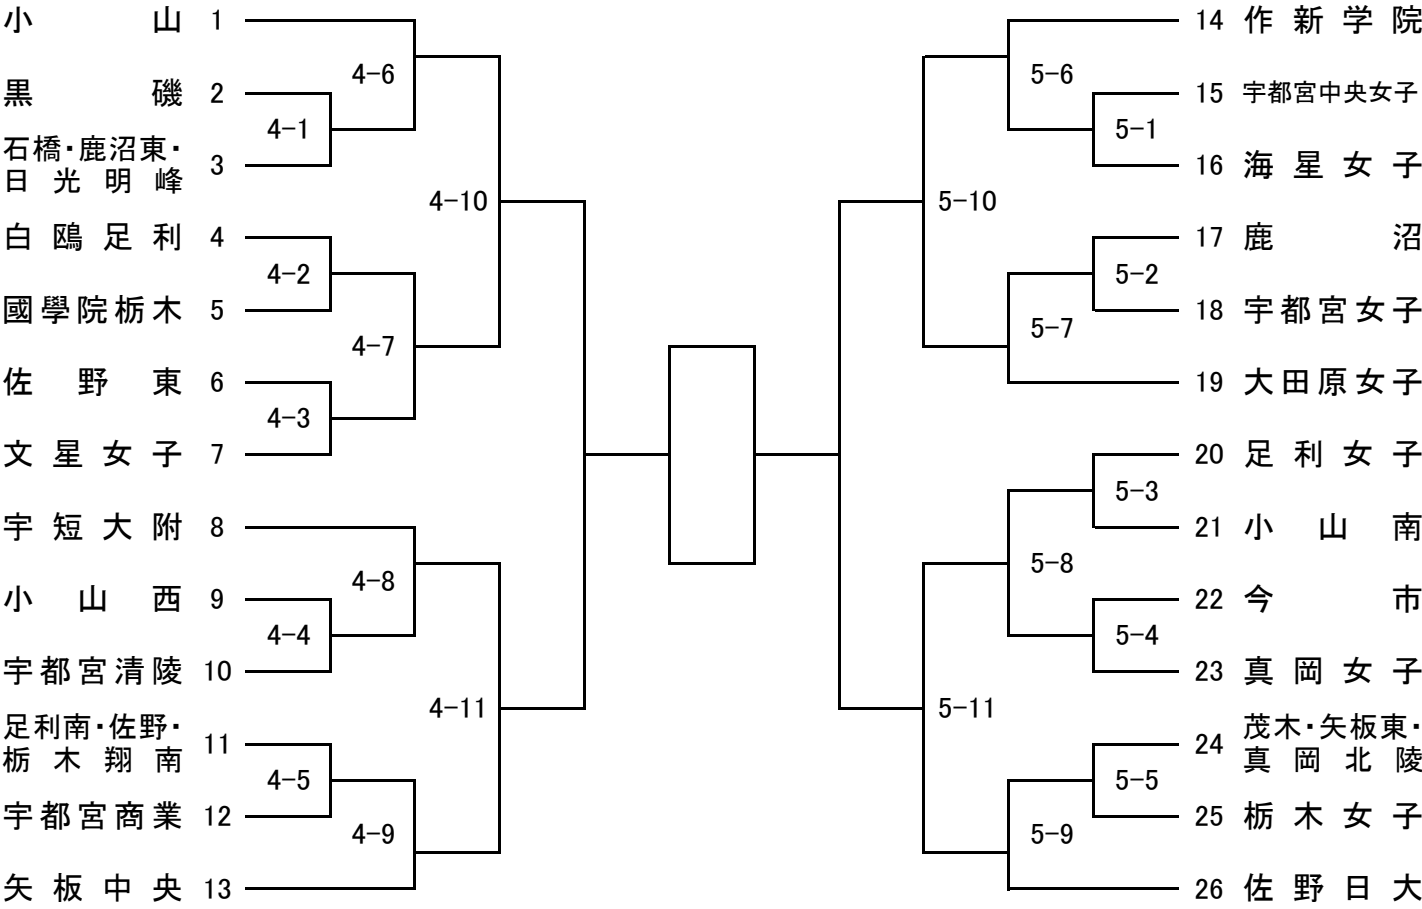 小山 1
4-6
黒磯 2
4-1
石橋・鹿沼東・
日光明峰 3
4-10
白鴎足利 4
4-2
國學院栃木 5
4-7
佐野東 6
4-3
文星女子 7
宇短大附 8
4-8
小山西 9
4-4
宇都宮清陵 10
4-11
足利南・佐野・
栃木翔南 11
4-5
宇都宮商業 12
4-9
矢板中央 13
14 作新学院
5-6
15 宇都宮中央女子
5-1
16 海星女子
5-10
17 鹿沼
5-2
18 宇都宮女子
5-7
19 大田原女子
20 足利女子
5-3
21 小山南
5-8
22 今市
5-4
23 真岡女子
5-11
24 茂木・矢板東・
真岡北陵
5-5
25 栃木女子
5-9
26 佐野日大